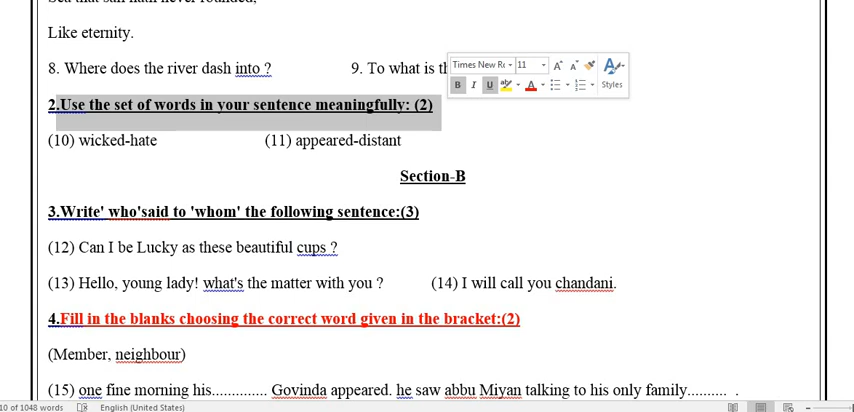 Like eternity.
8. Where does the river dash into ? 9. To what is th
Times New Rc 11
B I U ab A Styles
2.Use the set of words in your sentence meaningfully: (2)
(10) wicked-hate (11) appeared-distant
Section-B
3.Write' who'said to 'whom' the following sentence:(3)
(12) Can I be Lucky as these beautiful cups ?
(13) Hello, young lady! what's the matter with you ? (14) I will call you chandani.
4.Fill in the blanks choosing the correct word given in the bracket:(2)
(Member, neighbour)
(15) one fine morning his.............. Govinda appeared. he saw abbu Miyan talking to his only family.......... .
10 of 1048 words English (United States)